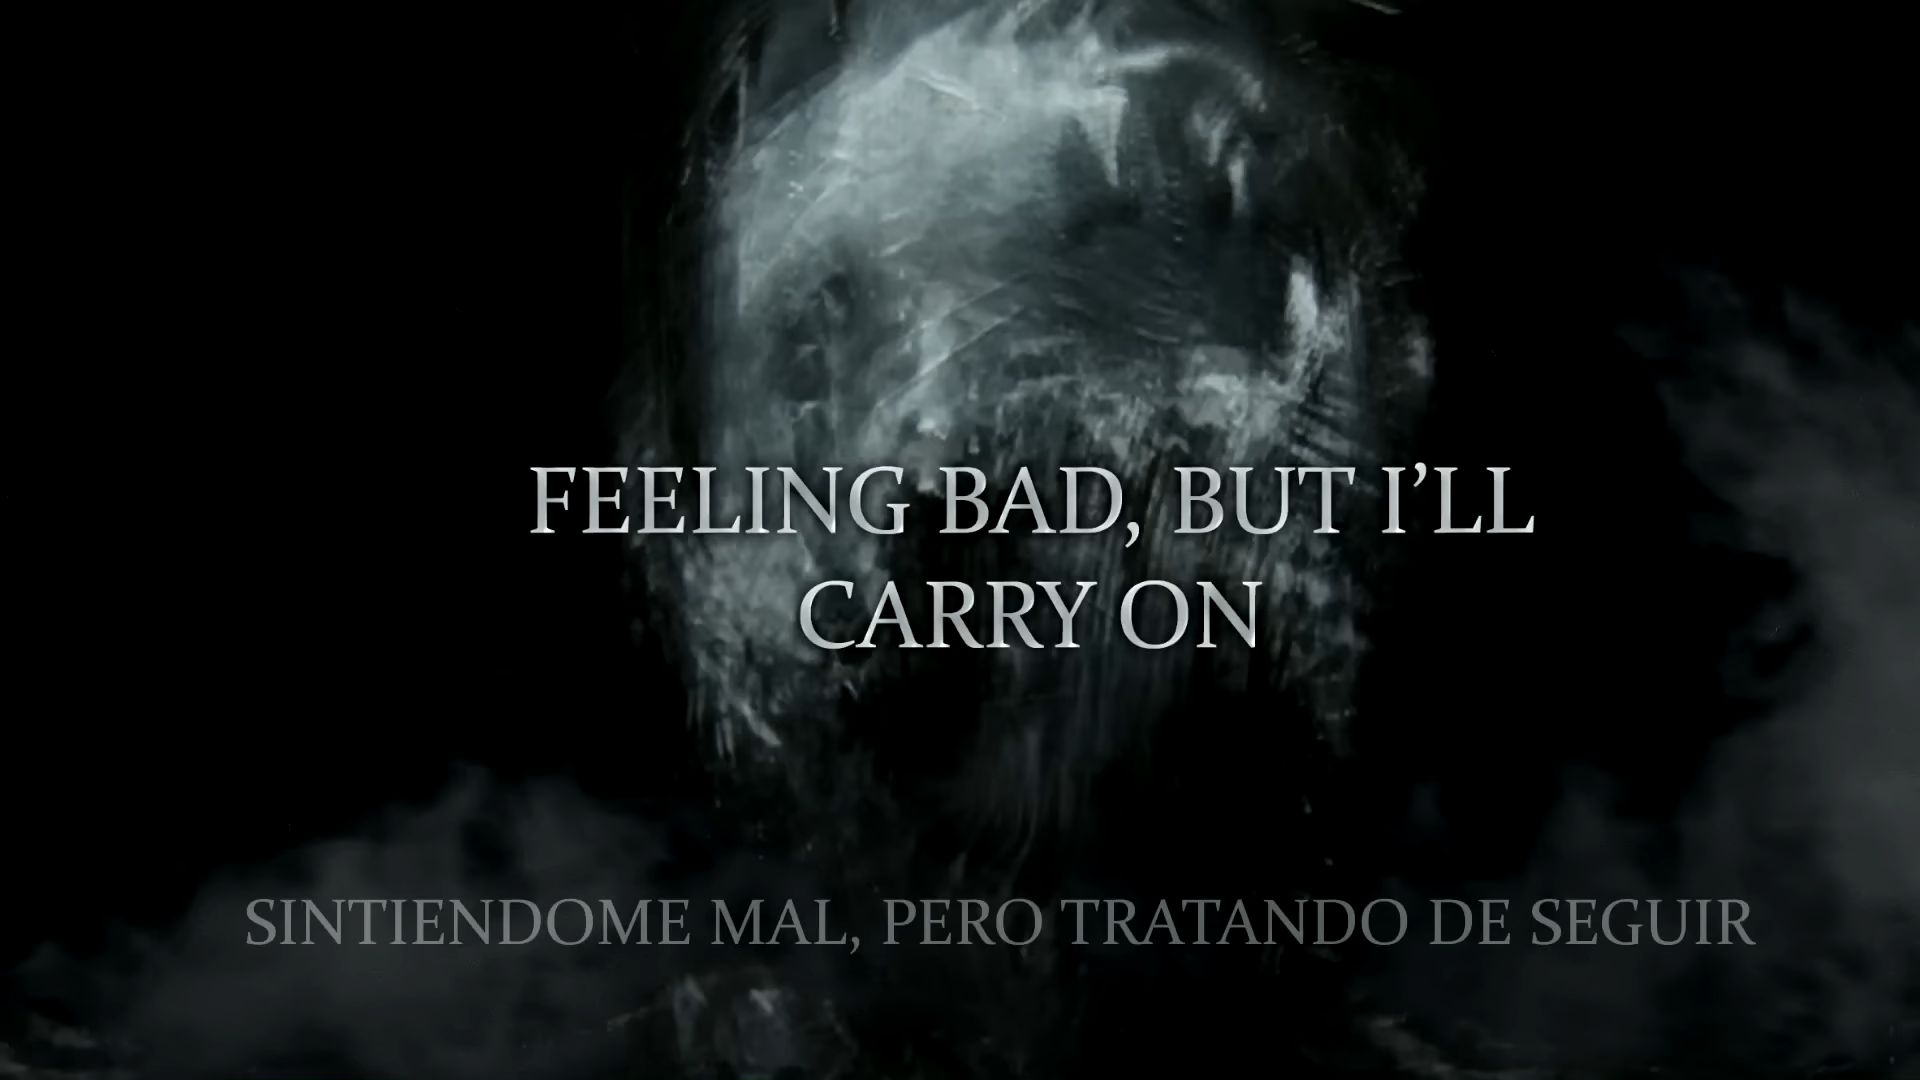 FEELING BAD, BUT I’LL
CARRY ON
SINTIENDOME MAL, PERO TRATANDO DE SEGUIR